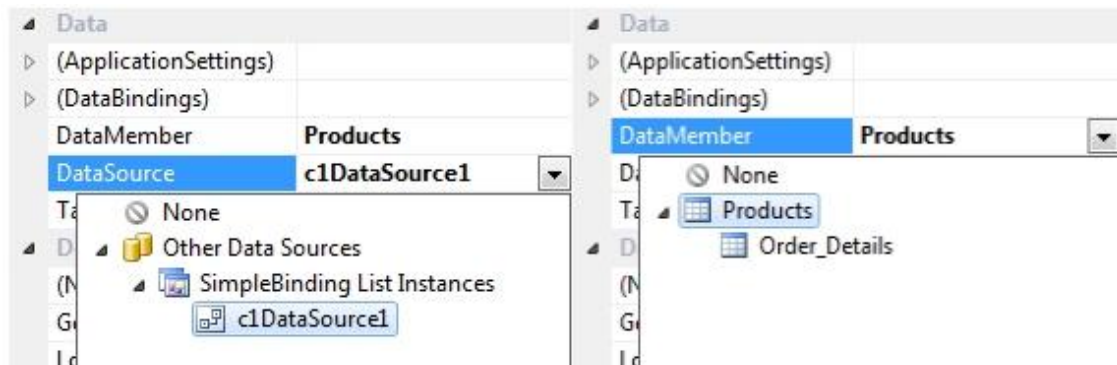 Data
(ApplicationSettings)
(DataBindings)
DataMember Products
DataSource c1DataSource1
None
Other Data Sources
SimpleBinding List Instances
c1DataSource1
Data
(ApplicationSettings)
(DataBindings)
DataMember Products
None
Products
Order_Details